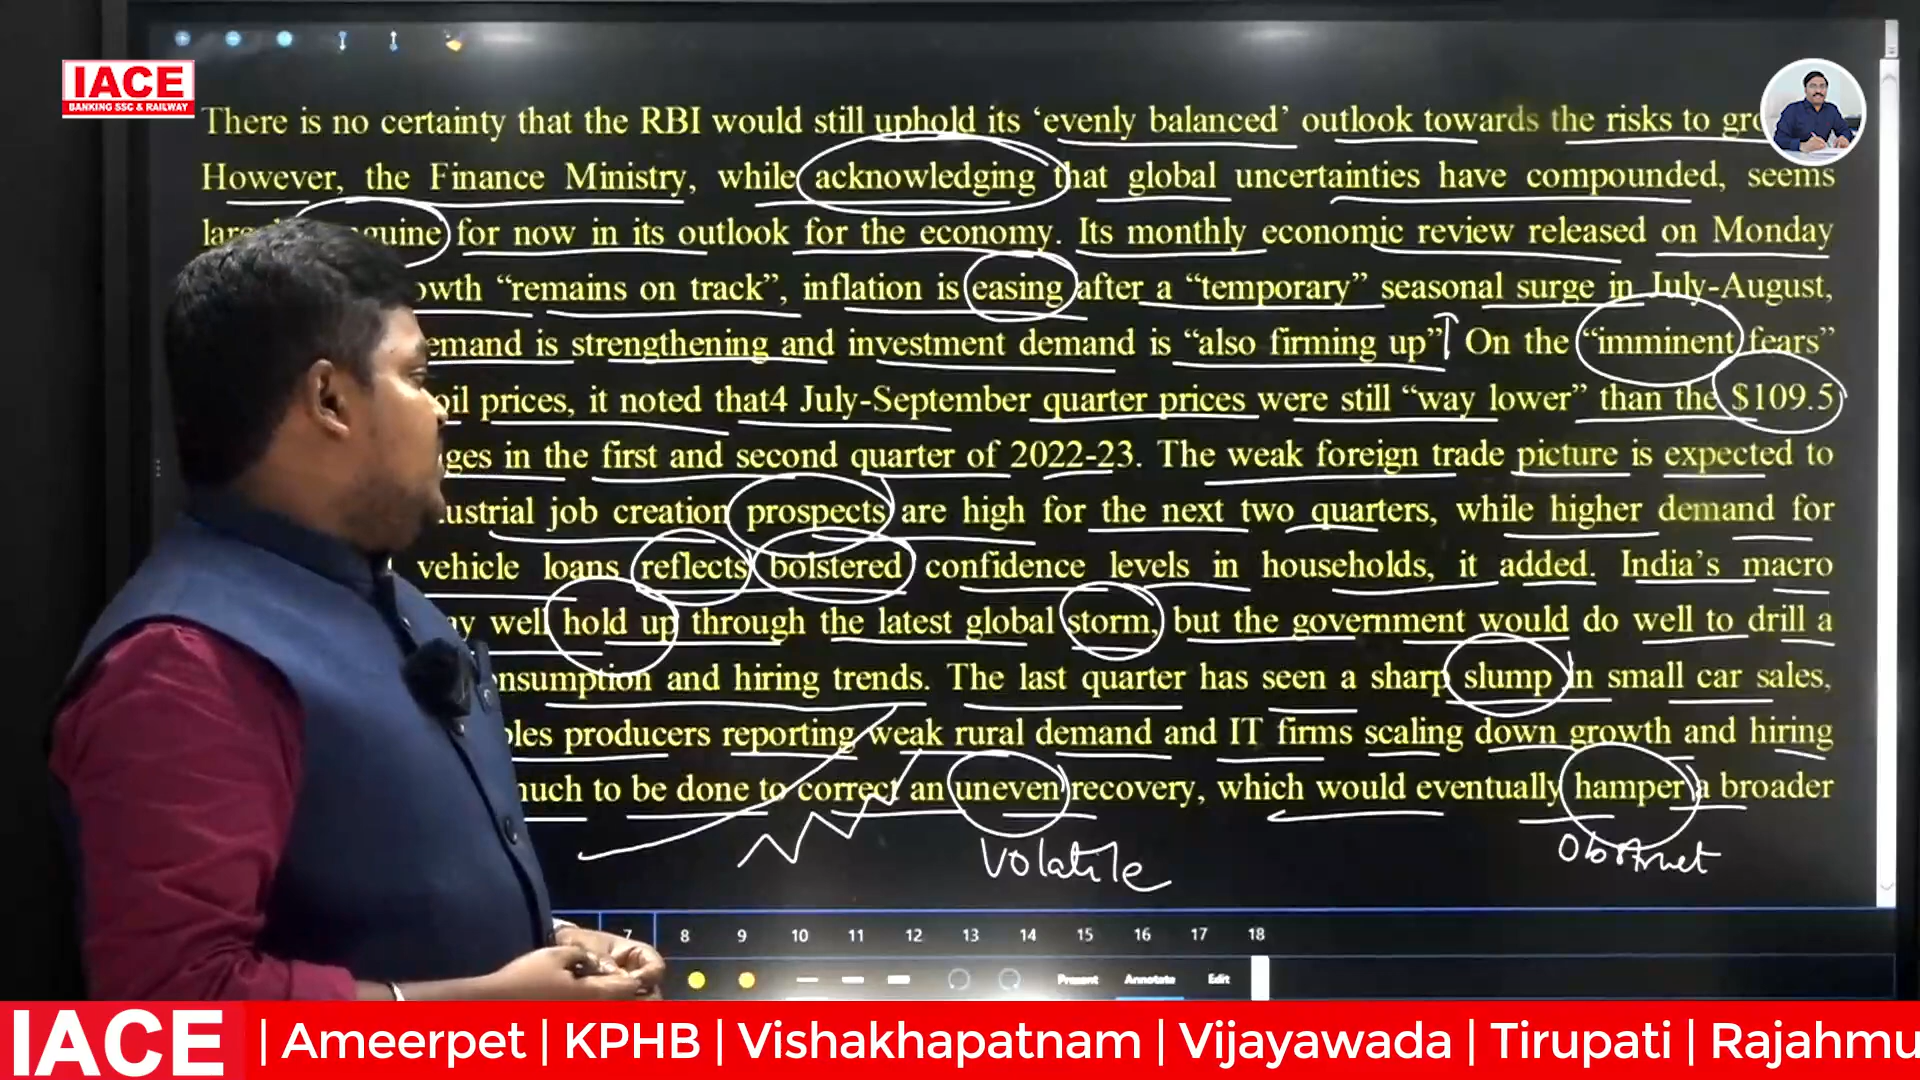 IACE
BANKING SSC & RAILWAY
There is no certainty that the RBI would still uphold its ‘evenly balanced’ outlook towards the risks to
However, the Finance Ministry, while acknowledging that global uncertainties have compounded, seems
for now in its outlook for the economy. Its monthly economic review released on Monday
“remains on track”, inflation is easing after a “temporary” seasonal surge in July-August,
is strengthening and investment demand is “also firming up” On the “imminent fears”
oil prices, it noted that4 July-September quarter prices were still “way lower” than the $109.5
in the first and second quarter of 2022-23. The weak foreign trade picture is expected to
job creation prospects are high for the next two quarters, while higher demand for
vehicle loans reflects bolstered confidence levels in households, it added. India’s macro
well hold up through the latest global storm, but the government would do well to drill a
and hiring trends. The last quarter has seen a sharp slump in small car sales,
producers reporting weak rural demand and IT firms scaling down growth and hiring
much to be done to correct an uneven recovery, which would eventually hamper a broader
Volatile
7 8 9 10 11 12 13 14 15 16 17 18
Present Annotate Edit
IACE | Ameerpet | KPHB | Vishakhapatnam | Vijayawada | Tirupati | Rajahmu